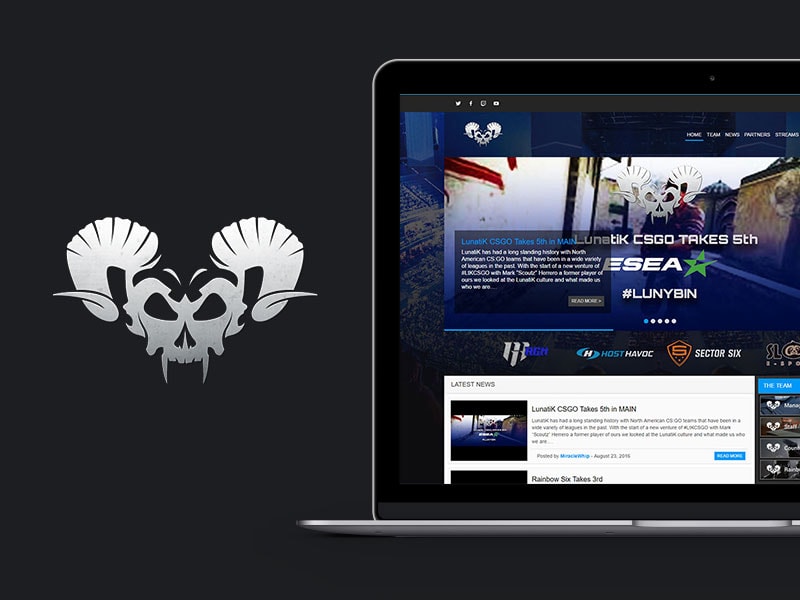 HOME TEAM NEWS PARTNERS STREAMS
LunatiK CSGO TAKES 5th
ESEA
#LUNYBIN
LunatiK CSGO Takes 5th in MAIN
LunatiK has had a long standing history with North
American CS:GO teams that have been in a wide variety
of leagues in the past. With the start of a new venture of
#LIKCSGO with Mark "Scoutz" Herrero a former player of
ours we looked at the LunatiK culture and what made us
who we are...
READ MORE >
HOST HAVOC
SECTOR SIX
LATEST NEWS
THE TEAM
LunatiK CSGO TAKES 5th
ESEA
#LUNYBIN
LunatiK CSGO Takes 5th in MAIN
LunatiK has had a long standing history with North American CS:GO teams that have been in a
wide variety of leagues in the past. With the start of a new venture of #LIKCSGO with Mark
"Scoutz" Herrero a former player of ours we looked at the LunatiK culture and what made us who
we are...
Posted by MiracleWhip - August 23, 2016
READ MORE
Rainbow Six Takes 3rd
Staff